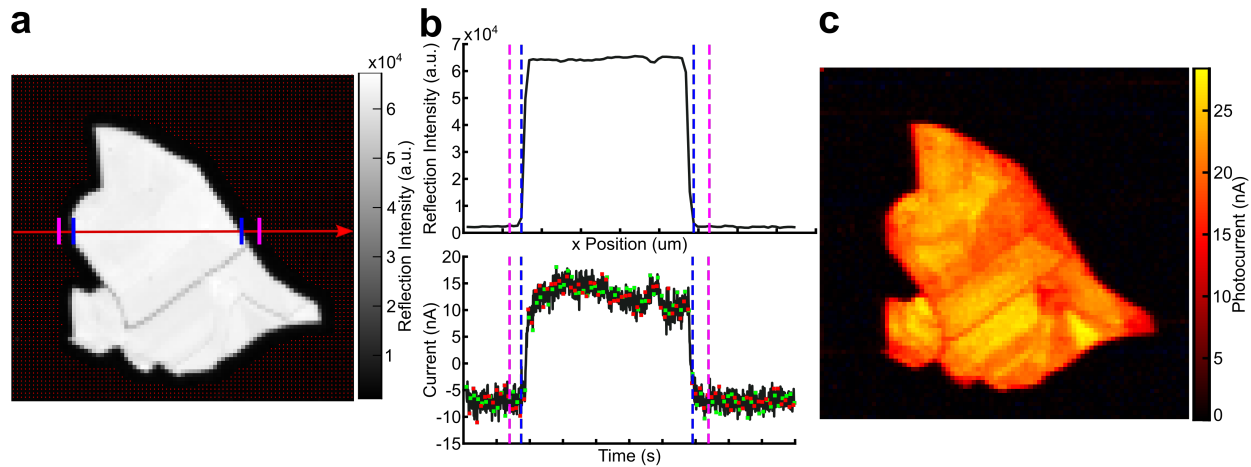 a
x10⁴
6
5
4
3
2
1
Reflection Intensity (a.u.)
b
x10⁴
7
6
5
4
3
2
1
0
Reflection Intensity (a.u.)
x Position (um)
20
15
10
5
0
-5
-10
-15
Current (nA)
Time (s)
c
25
20
15
10
5
0
Photocurrent (nA)